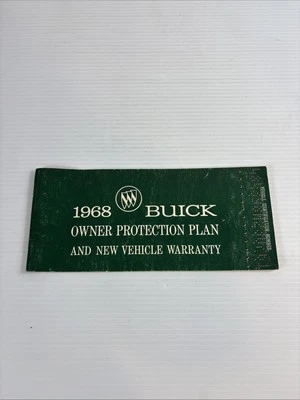 1968 BUICK
OWNER PROTECTION PLAN
AND NEW VEHICLE WARRANTY